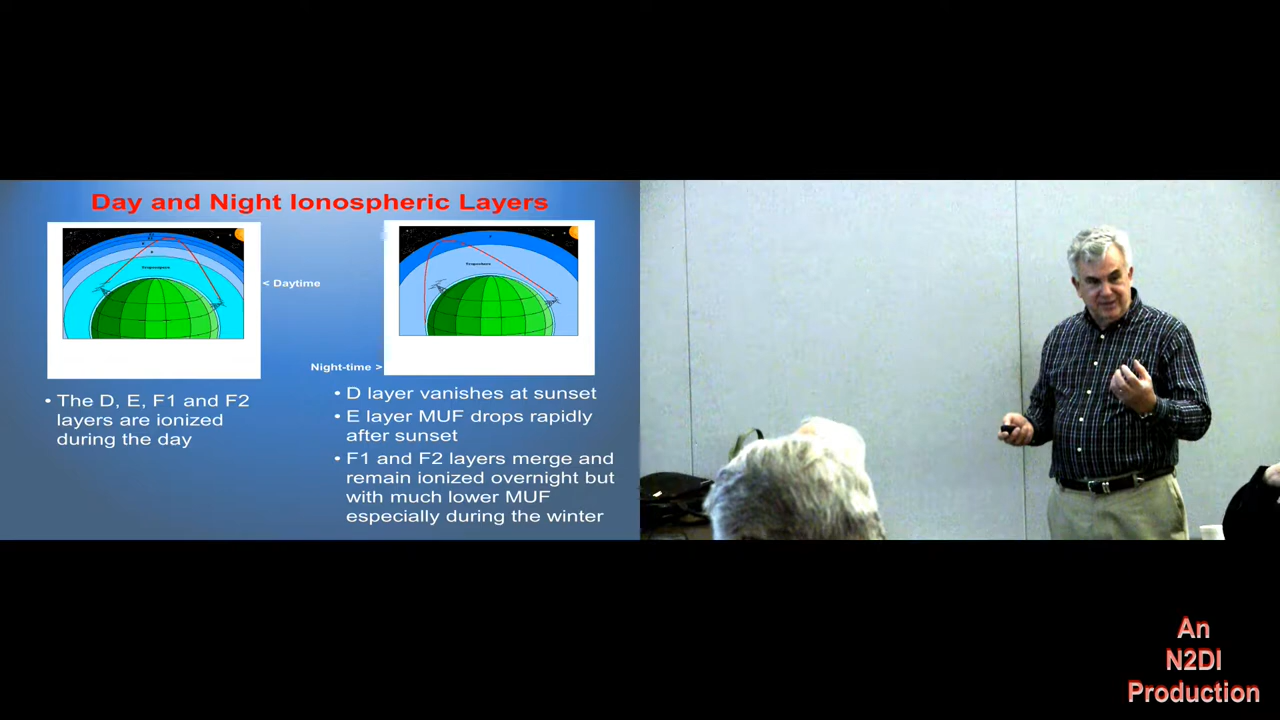 Day and Night Ionospheric Layers
Troposphere
< Daytime
Troposphere
Night-time >
• The D, E, F1 and F2
layers are ionized
during the day
• D layer vanishes at sunset
• E layer MUF drops rapidly
after sunset
• F1 and F2 layers merge and
remain ionized overnight but
with much lower MUF
especially during the winter
An
N2DI
Production